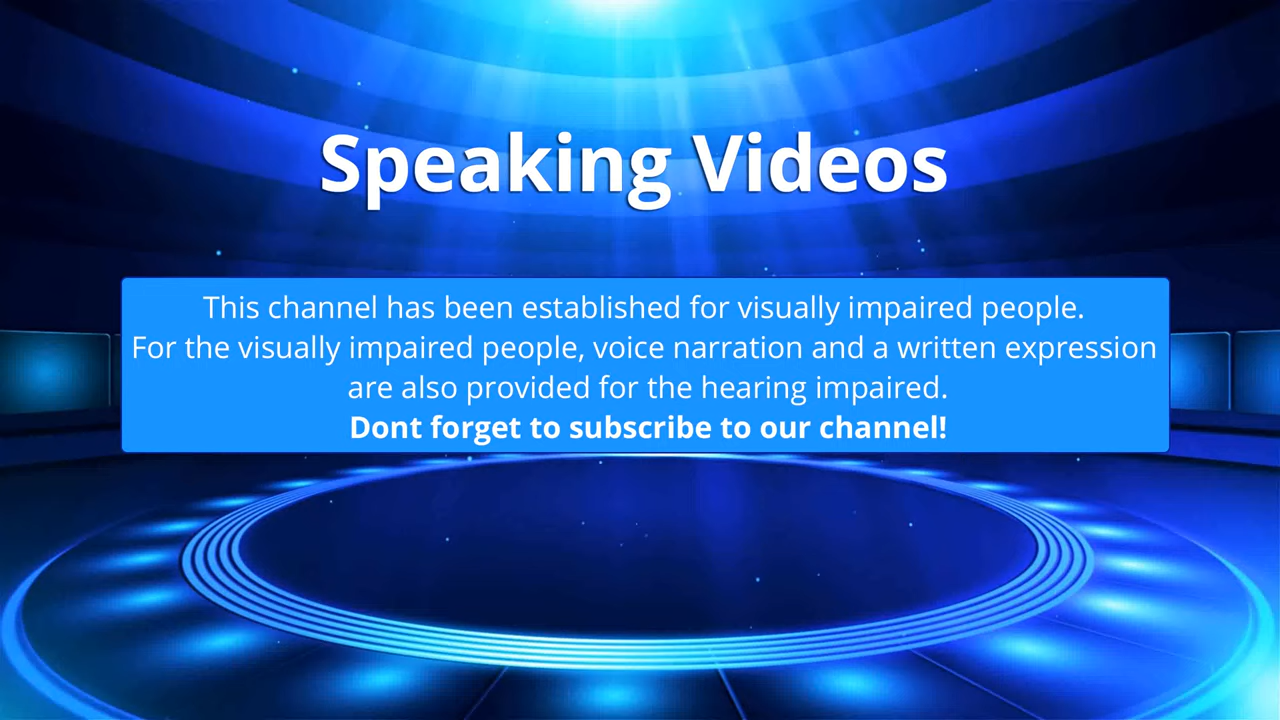 Speaking Videos
This channel has been established for visually impaired people.
For the visually impaired people, voice narration and a written expression
are also provided for the hearing impaired.
Dont forget to subscribe to our channel!